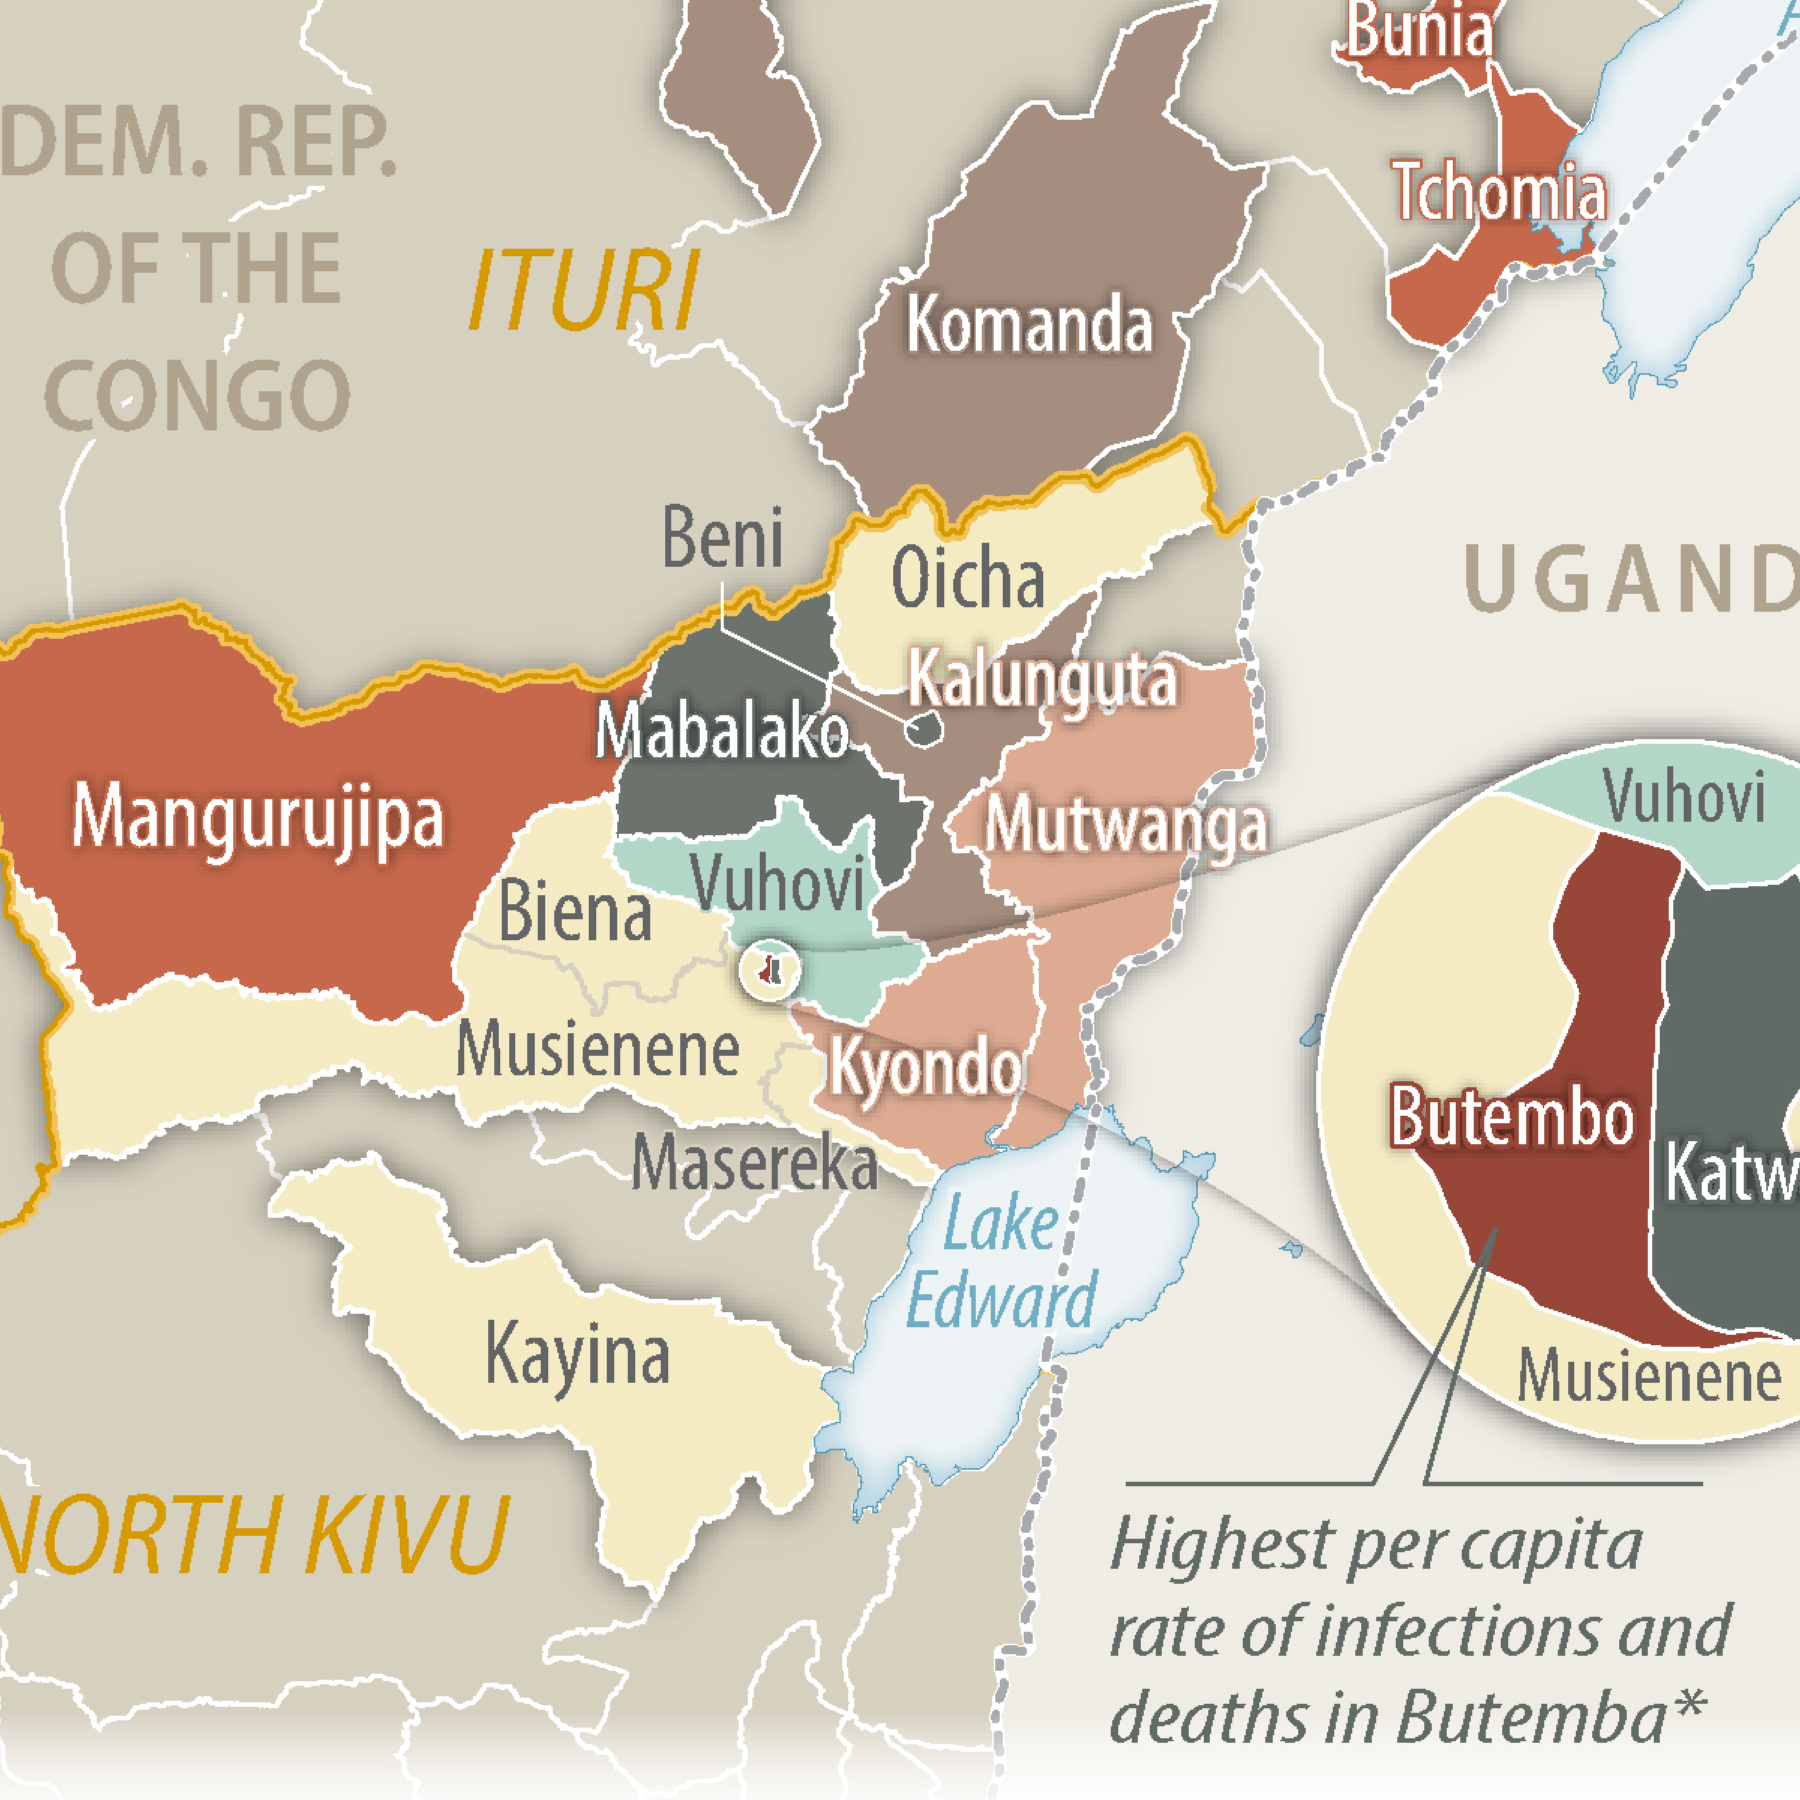 Bunia
DEM. REP.
OF THE
CONGO
Tchomia
ITURI
Komanda
Beni
Oicha
UGAND
Kalunguta
Mabalako
Mangurujipa
Mutwanga
Vuhovi
Vuhovi
Biena
Musienene
Kyondo
Butembo
Katw
Masereka
Lake
Edward
Kayina
Musienene
NORTH KIVU
Highest per capita
rate of infections and
deaths in Butemba*